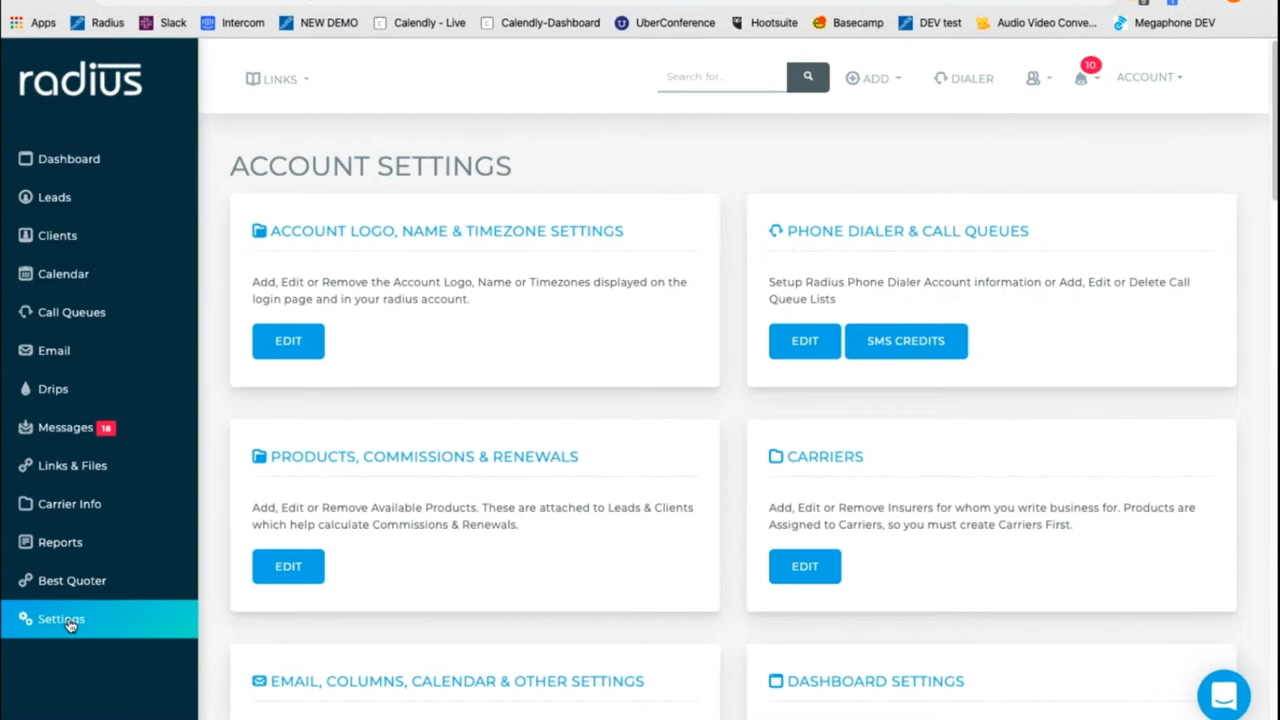 Apps Radius Slack Intercom NEW DEMO Calendly - Live Calendly-Dashboard UberConference Hootsuite Basecamp DEV test Audio Video Conve... Megaphone DEV
radius
LINKS
Search for...
ADD
DIALER
10
ACCOUNT
Dashboard
Leads
Clients
Calendar
Call Queues
Email
Drips
Messages 18
Links & Files
Carrier Info
Reports
Best Quoter
Settings
ACCOUNT SETTINGS
ACCOUNT LOGO, NAME & TIMEZONE SETTINGS
Add, Edit or Remove the Account Logo, Name or Timezones displayed on the
login page and in your radius account.
EDIT
PHONE DIALER & CALL QUEUES
Setup Radius Phone Dialer Account information or Add, Edit or Delete Call
Queue Lists
EDIT SMS CREDITS
PRODUCTS, COMMISSIONS & RENEWALS
Add, Edit or Remove Available Products. These are attached to Leads & Clients
which help calculate Commissions & Renewals.
EDIT
CARRIERS
Add, Edit or Remove Insurers for whom you write business for. Products are
Assigned to Carriers, so you must create Carriers First.
EDIT
EMAIL, COLUMNS, CALENDAR & OTHER SETTINGS
DASHBOARD SETTINGS